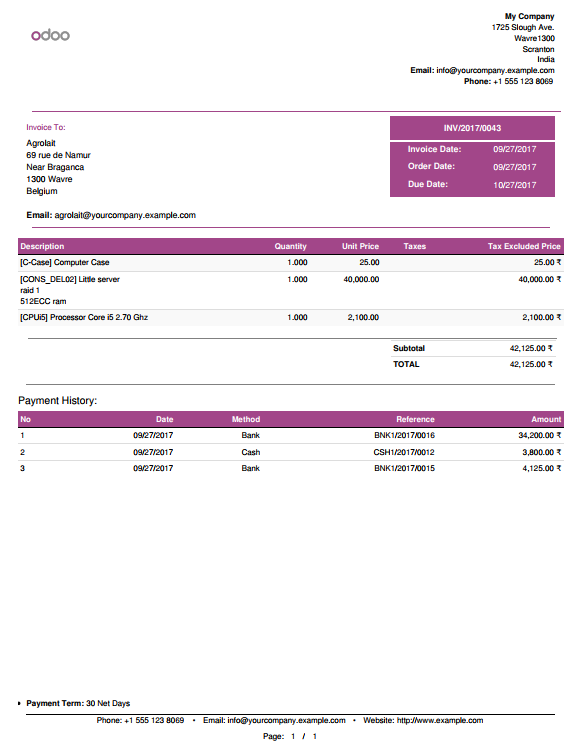 odoo
My Company
1725 Slough Ave.
Wavre1300
Scranton
India
Email: info@yourcompany.example.com
Phone: +1 555 123 8069
Invoice To:
Agrolait
69 rue de Namur
Near Braganca
1300 Wavre
Belgium
Email: agrolait@yourcompany.example.com
INV/2017/0043
Invoice Date: 09/27/2017
Order Date: 09/27/2017
Due Date: 10/27/2017
Description Quantity Unit Price Taxes Tax Excluded Price
[C-Case] Computer Case 1.000 25.00 25.00 ₹
[CONS_DEL02] Little server 1.000 40,000.00 40,000.00 ₹
raid 1
512ECC ram
[CPUi5] Processor Core i5 2.70 Ghz 1.000 2,100.00 2,100.00 ₹
Subtotal 42,125.00 ₹
TOTAL 42,125.00 ₹
Payment History:
No Date Method Reference Amount
1 09/27/2017 Bank BNK1/2017/0016 34,200.00 ₹
2 09/27/2017 Cash CSH1/2017/0012 3,800.00 ₹
3 09/27/2017 Bank BNK1/2017/0015 4,125.00 ₹
• Payment Term: 30 Net Days
Phone: +1 555 123 8069 • Email: info@yourcompany.example.com • Website: http://www.example.com
Page: 1 / 1